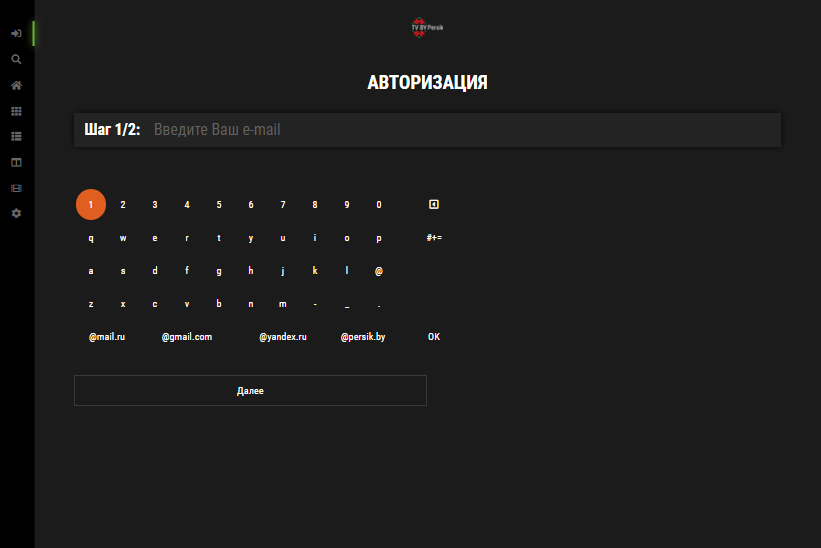 TV BY Persik
АВТОРИЗАЦИЯ
Шаг 1/2: Введите Ваш e-mail
1 2 3 4 5 6 7 8 9 0
q w e r t y u i o p #+=
a s d f g h j k l @
z x c v b n m - _ .
@mail.ru @gmail.com @yandex.ru @persik.by OK
Далее